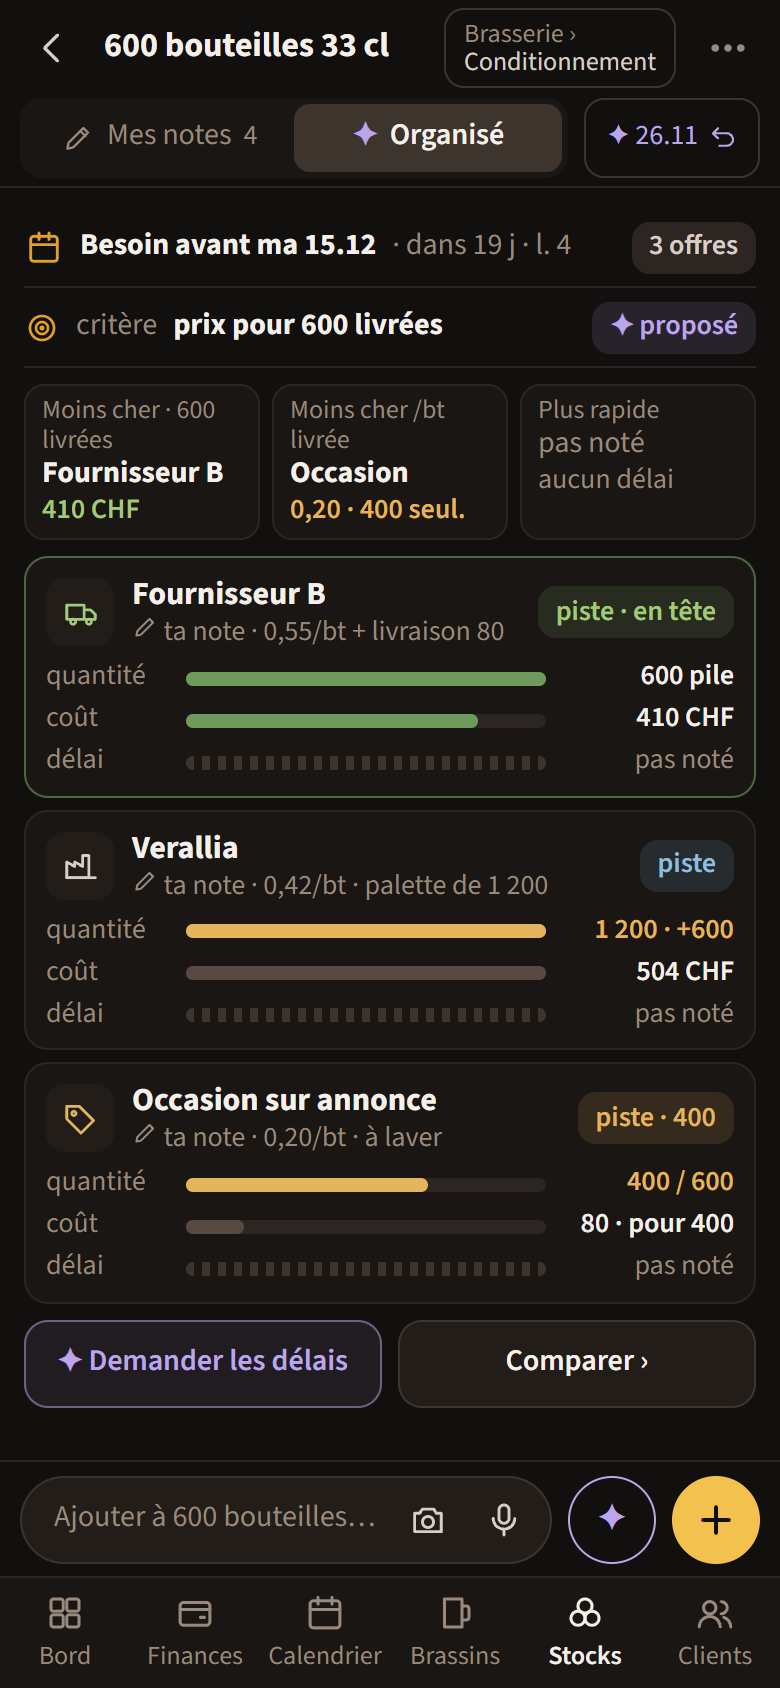 600 bouteilles 33 cl
Brasserie ›
Conditionnement
Mes notes 4
Organisé
26.11
Besoin avant ma 15.12 · dans 19 j · l. 4
3 offres
critère prix pour 600 livrées
proposé
Moins cher · 600
livrées
Fournisseur B
410 CHF
Moins cher /bt
livrée
Occasion
0,20 · 400 seul.
Plus rapide
pas noté
aucun délai
Fournisseur B
ta note · 0,55/bt + livraison 80
piste · en tête
quantité 600 pile
coût 410 CHF
délai pas noté
Verallia
ta note · 0,42/bt · palette de 1 200
piste
quantité 1 200 · +600
coût 504 CHF
délai pas noté
Occasion sur annonce
ta note · 0,20/bt · à laver
piste · 400
quantité 400 / 600
coût 80 · pour 400
délai pas noté
Demander les délais
Comparer ›
Ajouter à 600 bouteilles…
Bord Finances Calendrier Brassins Stocks Clients